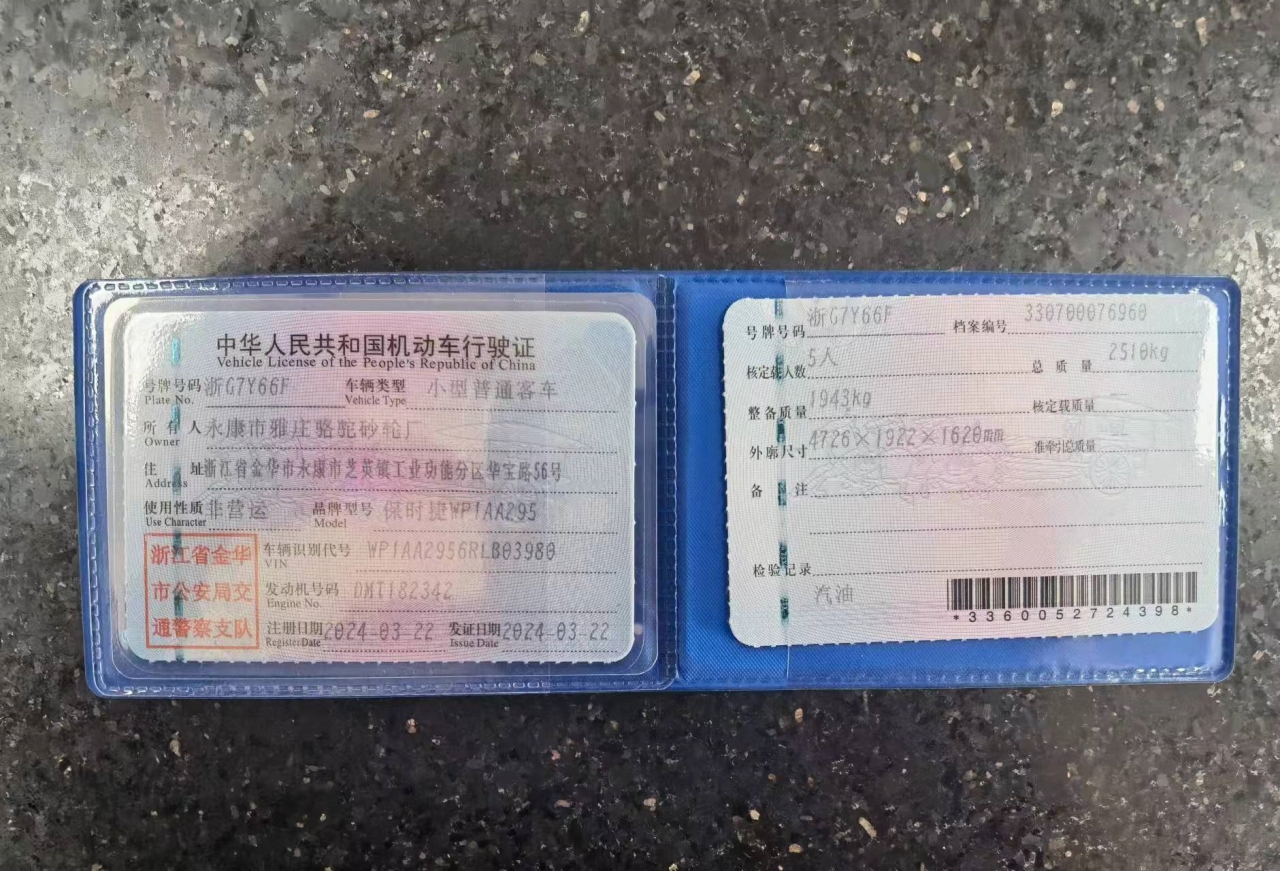 中华人民共和国机动车行驶证
Vehicle License of the People's Republic of China
号牌号码 浙G7Y66F 车辆类型 小型普通客车
Plate No. Vehicle Type
所有人 永康市雅庄骆驼砂轮厂
Owner
住址 浙江省金华市永康市芝英镇工业功能分区华宝路56号
Address
使用性质 非营运 品牌型号 保时捷WP1AA295
Use Character Model
浙江省金华
市公安局交
通警察支队
车辆识别代号 WP1AA2956RLB03980
VIN
发动机号码 DMT182342
Engine No.
注册日期 2024-03-22 发证日期 2024-03-22
Register Date Issue Date
号牌号码 浙G7Y66F 档案编号 330700076960
核定载人数 5人 总质量 2510kg
整备质量 1943kg 核定载质量 --
外廓尺寸 4726×1922×1620mm 准牵引总质量 --
备注
检验记录
汽油
*3360052724398*